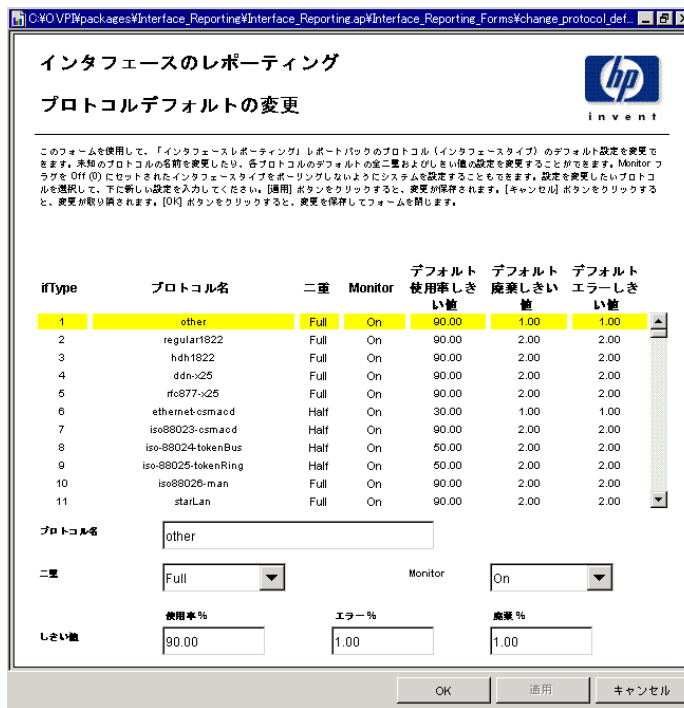 C:¥OVPI¥packages¥Interface_Reporting¥Interface_Reporting.ap¥Interface_Reporting_Forms¥change_protocol_def...
インタフェースのレポーティング
プロトコルデフォルトの変更
hp
invent
このフォームを使用して、「インタフェースレポーティング」レポートパックのプロトコル（インタフェースタイプ）のデフォルト設定を変更で
きます。未知のプロトコルの名前を変更したり、各プロトコルのデフォルトの全二重およびしきい値の設定を変更することができます。Monitor フ
ラグを Off (0) にセットされたインタフェースタイプをポーリングしないようにシステムを設定することもできます。設定を変更したいプロトコ
ルを選択して、下に新しい設定を入力してください。[適用] ボタンをクリックすると、変更が保存されます。[キャンセル] ボタンをクリックする
と、変更が取り消されます。[OK] ボタンをクリックすると、変更を保存してフォームを閉じます。
ifType プロトコル名 二重 Monitor デフォルト使用率しきい値 デフォルト廃棄しきい値 デフォルトエラーしきい値
1 other Full On 90.00 1.00 1.00
2 regular1822 Full On 90.00 2.00 2.00
3 hdh1822 Full On 90.00 2.00 2.00
4 ddn-x25 Full On 90.00 2.00 2.00
5 rfc877-x25 Full On 90.00 2.00 2.00
6 ethernet-csmacd Half On 30.00 1.00 1.00
7 iso88023-csmacd Full On 90.00 2.00 2.00
8 iso-88024-tokenBus Half On 50.00 2.00 2.00
9 iso-88025-tokenRing Half On 50.00 2.00 2.00
10 iso88026-man Full On 90.00 2.00 2.00
11 starLan Full On 90.00 2.00 2.00
プロトコル名 other
二重 Full Monitor On
使用率% エラー% 廃棄%
しきい値 90.00 1.00 1.00
OK 適用 キャンセル